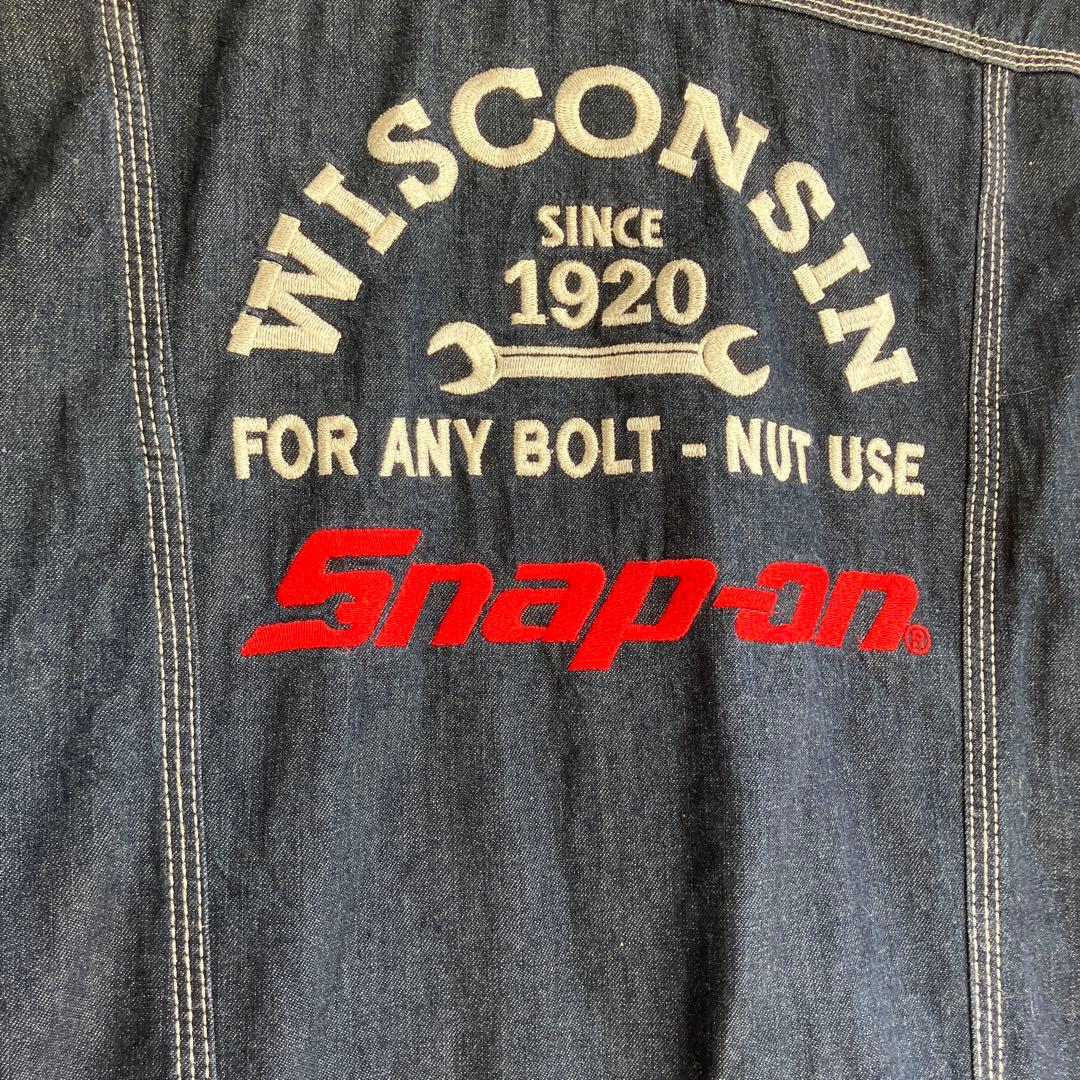 WISCONSIN
SINCE
1920
FOR ANY BOLT - NUT USE
Snap-on®